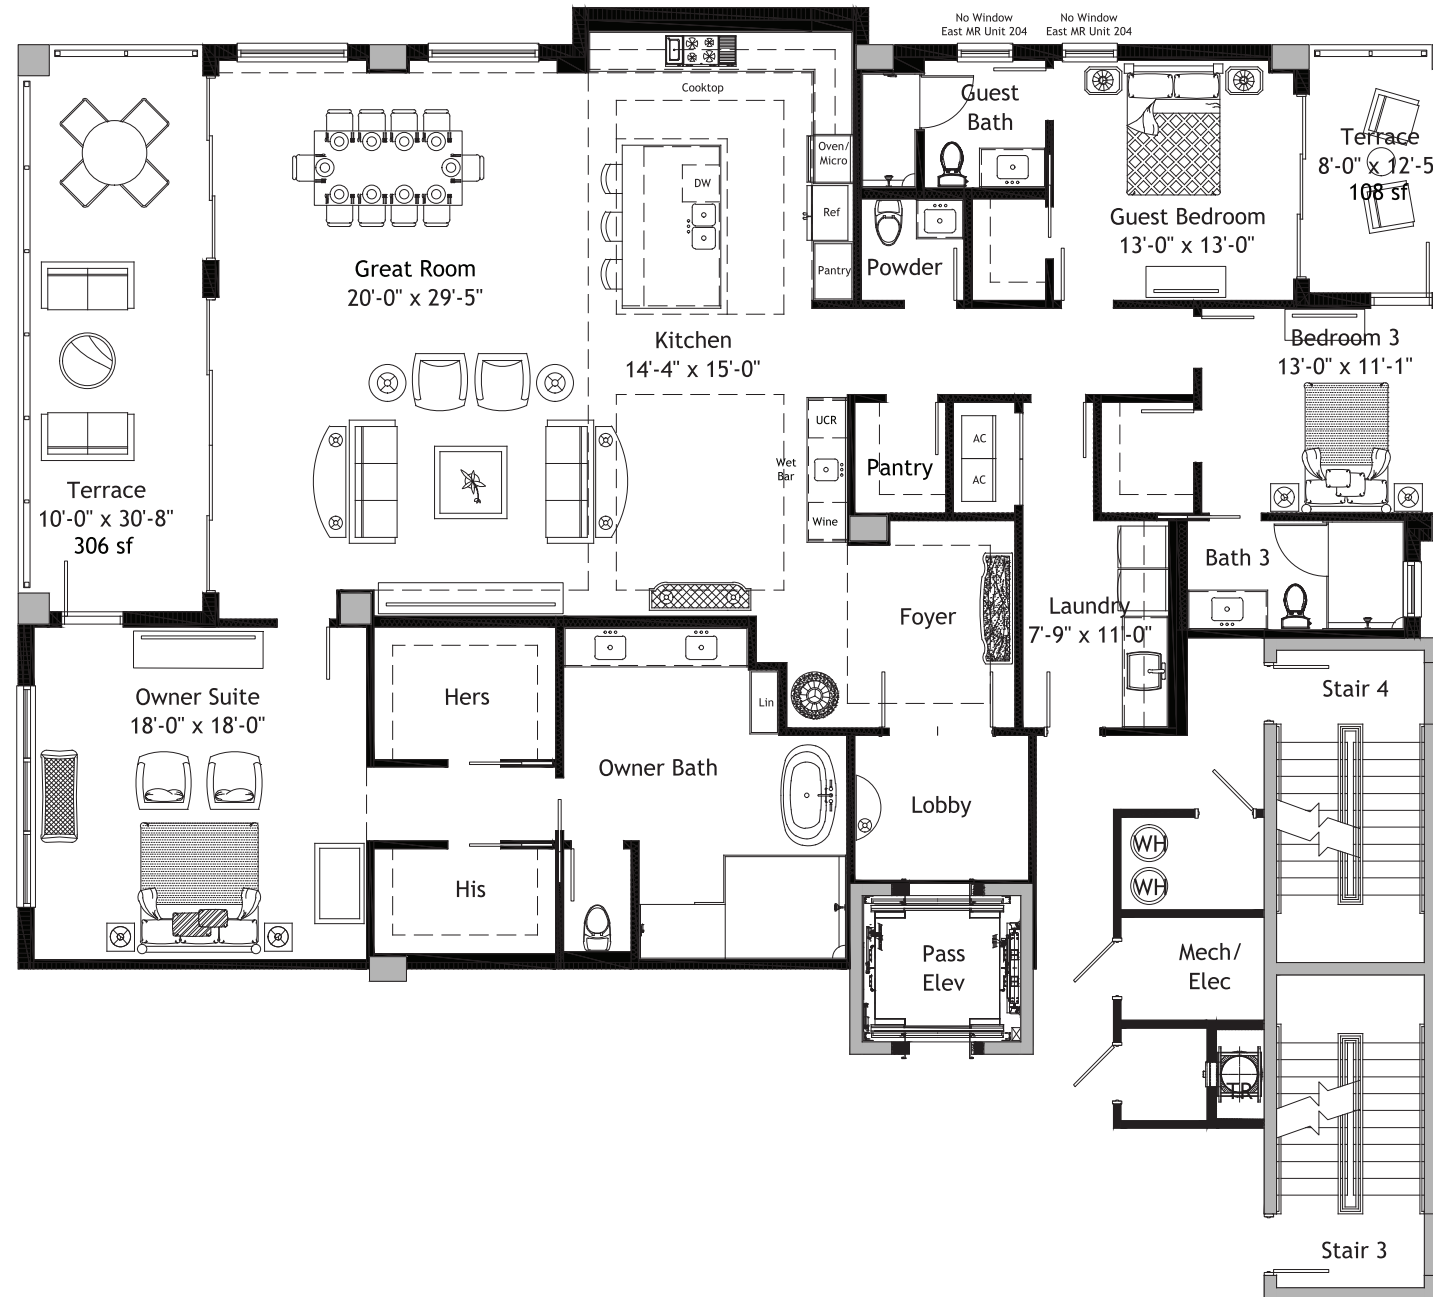 No Window
East MR Unit 204
No Window
East MR Unit 204
Cooktop
Guest
Bath
Oven/
Micro
DW
Ref
Pantry
Powder
Guest Bedroom
13'-0" x 13'-0"
Terrace
8'-0" x 12'-5
108 sf
Great Room
20'-0" x 29'-5"
Kitchen
14'-4" x 15'-0"
Bedroom 3
13'-0" x 11'-1"
UCR
Wet
Bar
Wine
Pantry
AC
AC
Terrace
10'-0" x 30'-8"
306 sf
Bath 3
Foyer
Laundry
7'-9" x 11'-0"
Owner Suite
18'-0" x 18'-0"
Hers
Lin
Stair 4
Owner Bath
Lobby
His
WH
WH
Pass
Elev
Mech/
Elec
TR
Stair 3